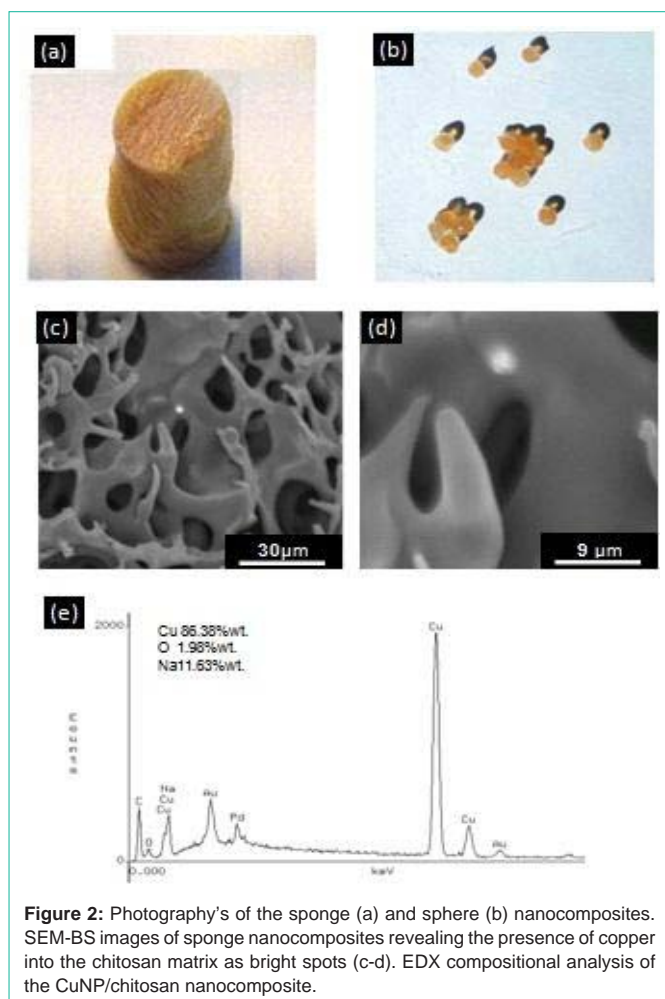 (a)
(b)
(c)
(d)
30µm
9 µm
(e)
2000
Cu 86.38%wt.
O 1.98%wt.
Na11.63%wt.
Cu
Na
Cu
C
Cu
O
Au
Pd
Cu
Au
0.000
keV
Figure 2: Photography's of the sponge (a) and sphere (b) nanocomposites.
SEM-BS images of sponge nanocomposites revealing the presence of copper
into the chitosan matrix as bright spots (c-d). EDX compositional analysis of
the CuNP/chitosan nanocomposite.